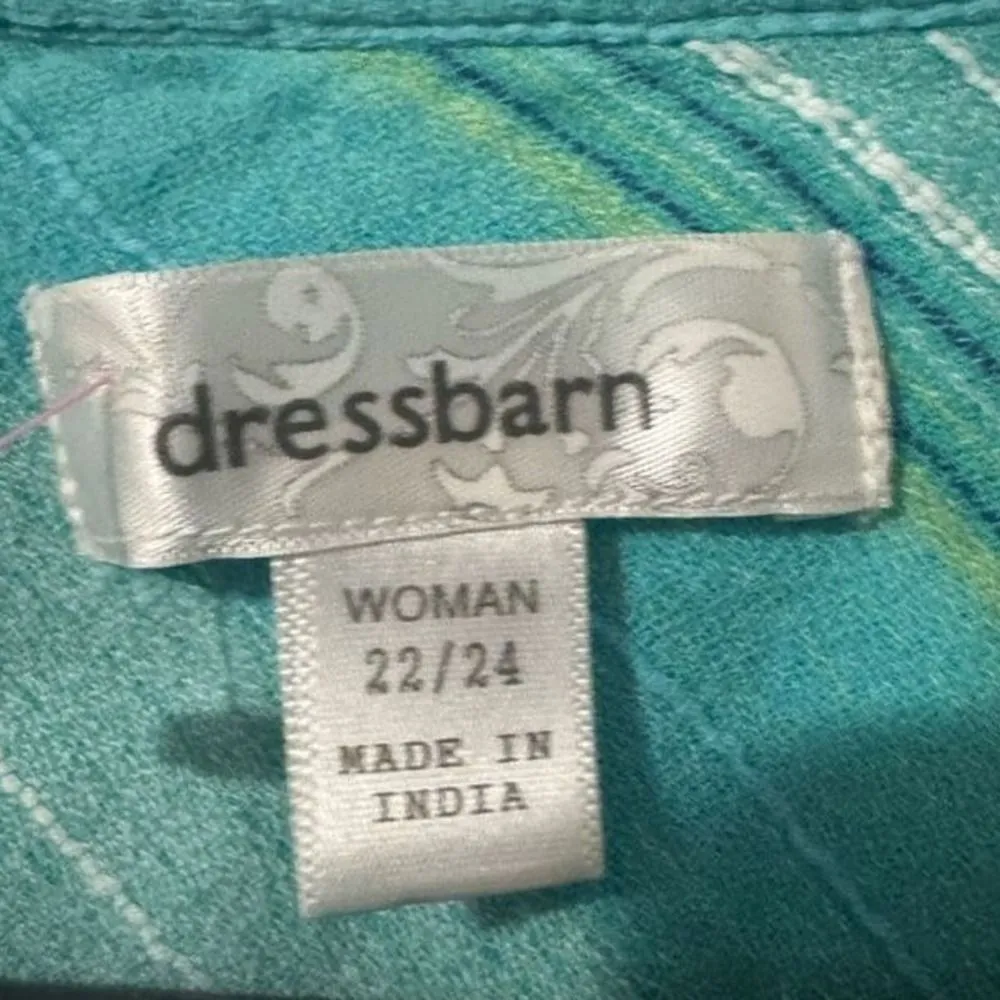 dressbarn
WOMAN
22/24
MADE IN
INDIA